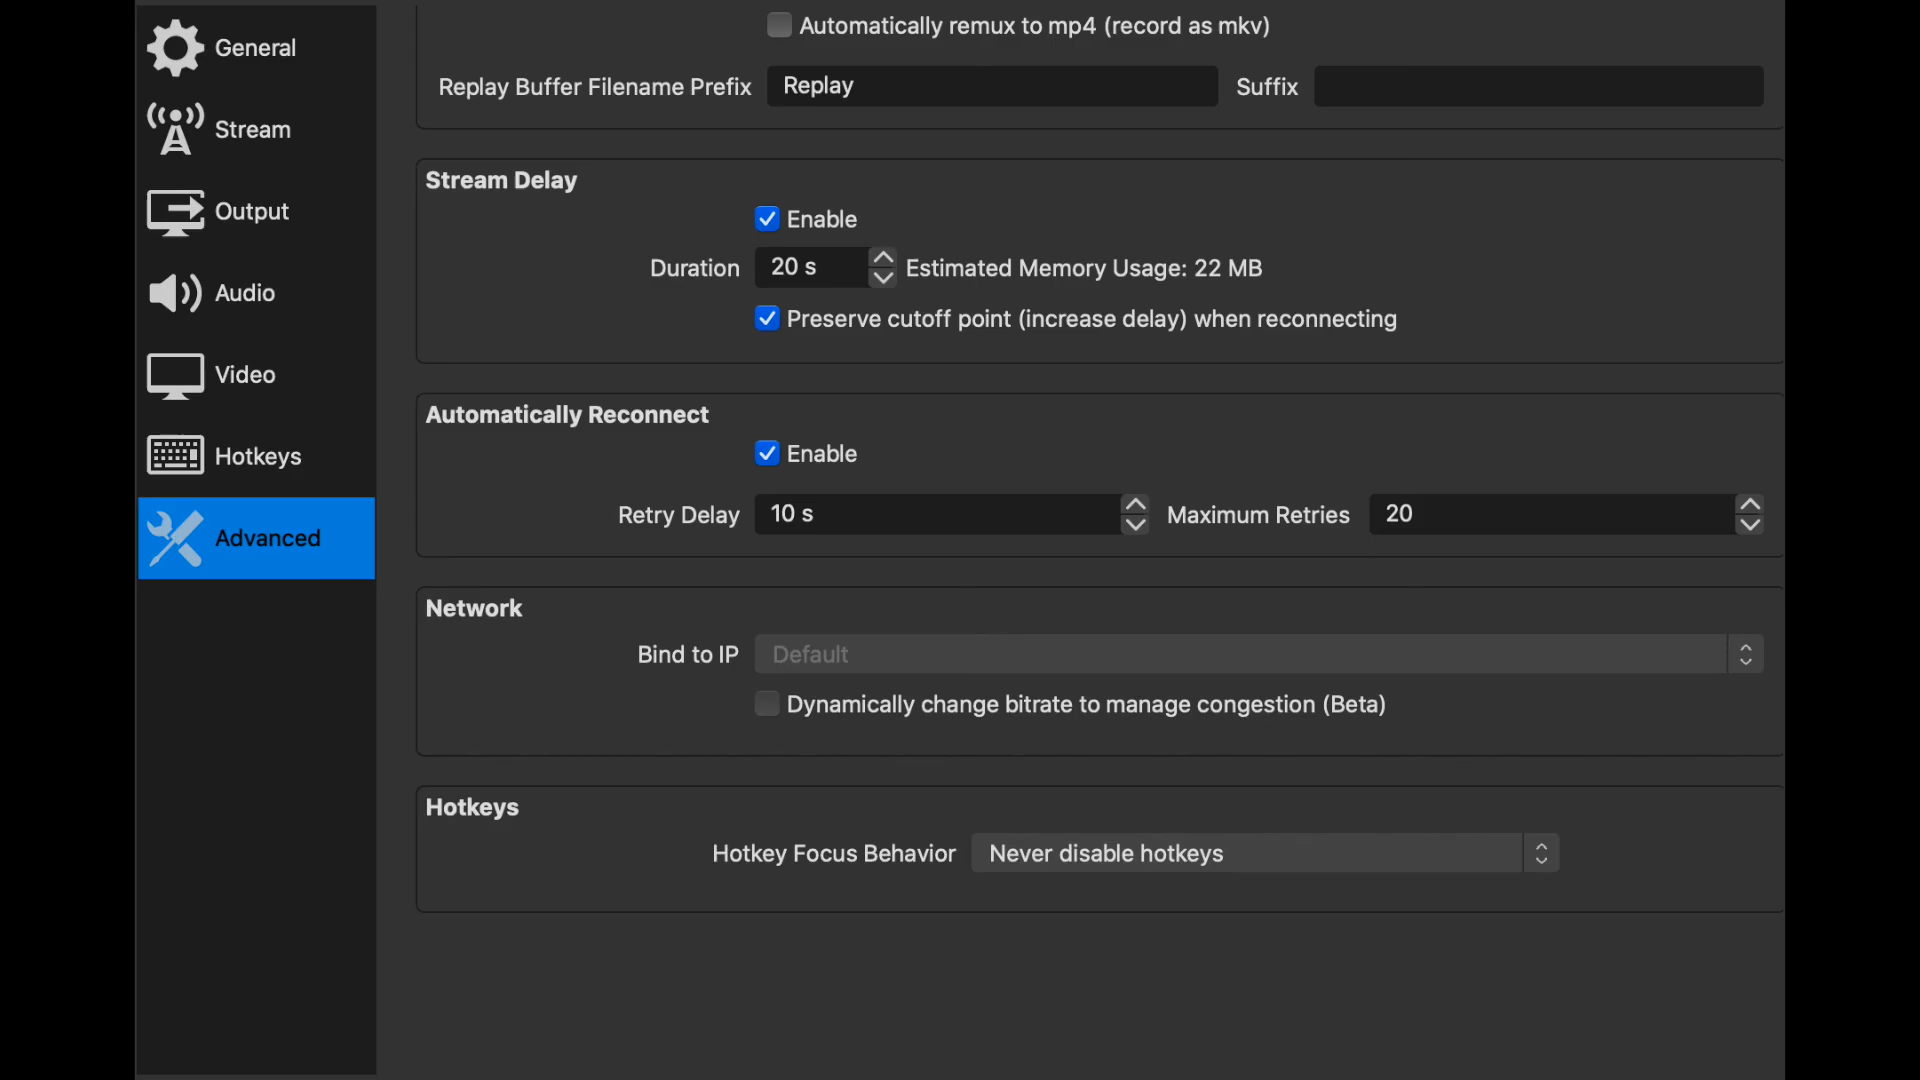 General
Stream
Output
Audio
Video
Hotkeys
Advanced
Automatically remux to mp4 (record as mkv)
Replay Buffer Filename Prefix Replay Suffix
Stream Delay
Enable
Duration 20 s Estimated Memory Usage: 22 MB
Preserve cutoff point (increase delay) when reconnecting
Automatically Reconnect
Enable
Retry Delay 10 s Maximum Retries 20
Network
Bind to IP Default
Dynamically change bitrate to manage congestion (Beta)
Hotkeys
Hotkey Focus Behavior Never disable hotkeys